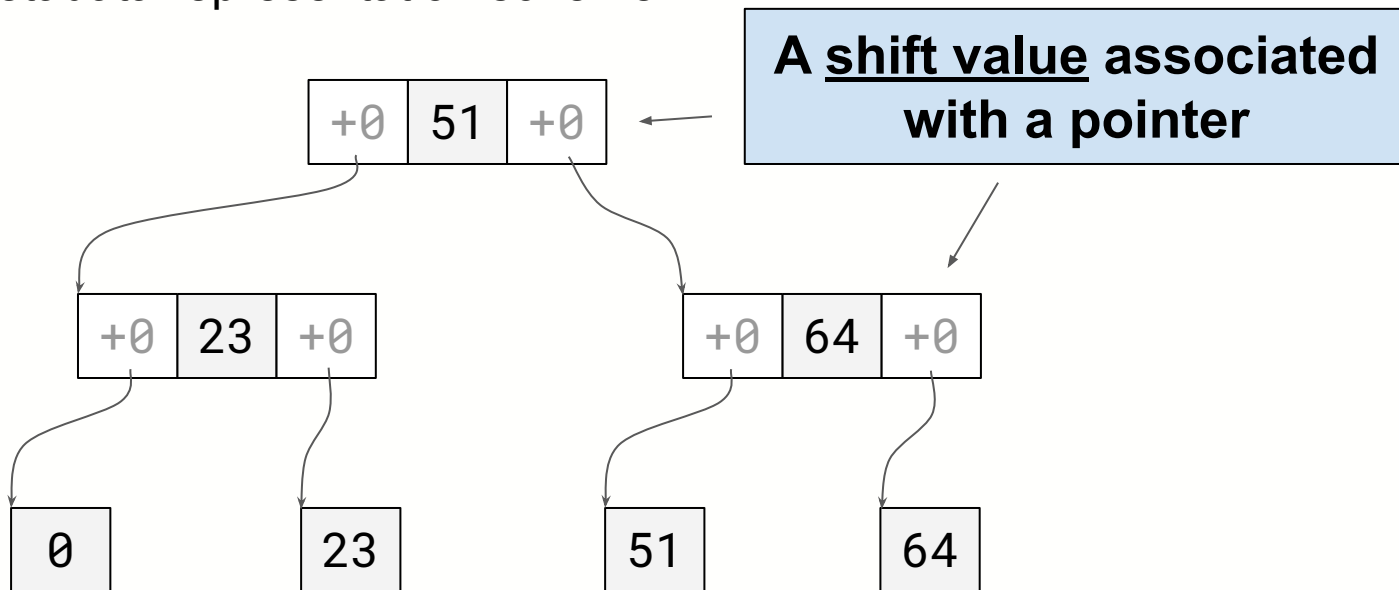 A shift value associated
with a pointer
+0 51 +0
+0 23 +0
+0 64 +0
0
23
51
64